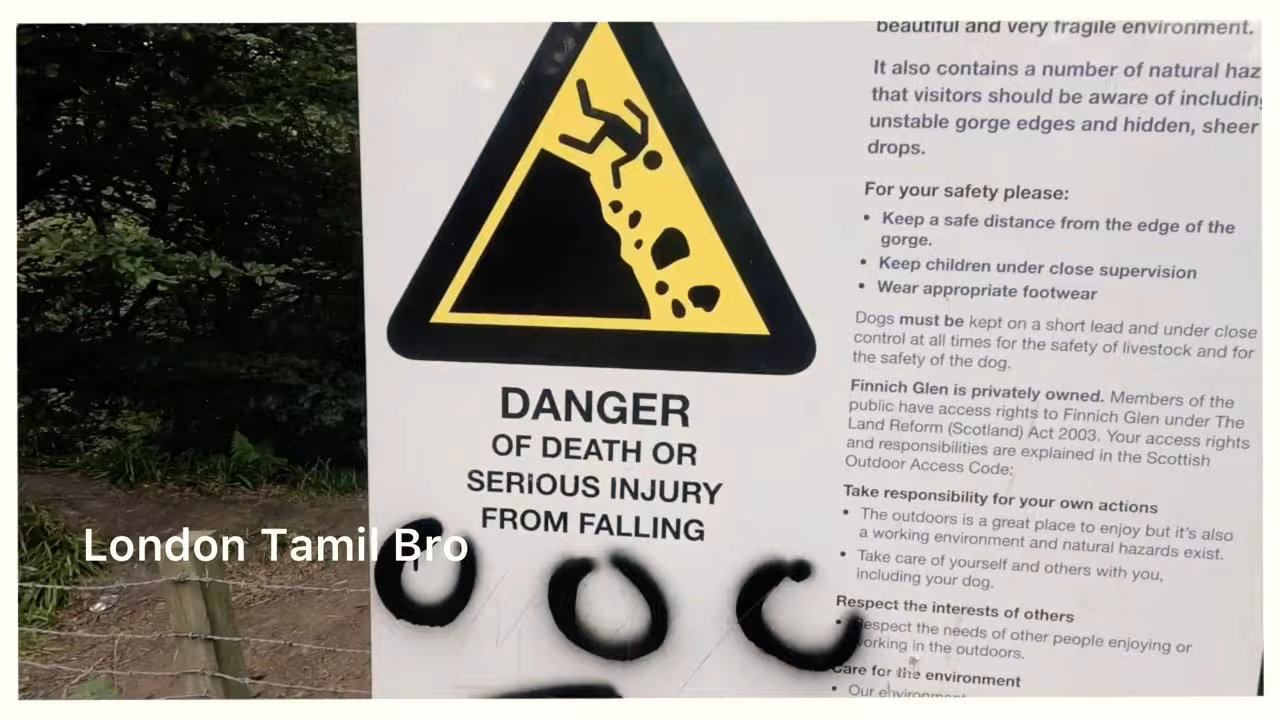 beautiful and very fragile environment.
It also contains a number of natural haz
that visitors should be aware of includin
unstable gorge edges and hidden, sheer
drops.
For your safety please:
• Keep a safe distance from the edge of the
gorge.
• Keep children under close supervision
• Wear appropriate footwear
Dogs must be kept on a short lead and under close
control at all times for the safety of livestock and for
the safety of the dog.
Finnich Glen is privately owned. Members of the
public have access rights to Finnich Glen under The
Land Reform (Scotland) Act 2003. Your access rights
and responsibilities are explained in the Scottish
Outdoor Access Code;
Take responsibility for your own actions
• The outdoors is a great place to enjoy but it's also
a working environment and natural hazards exist.
• Take care of yourself and others with you,
including your dog.
Respect the interests of others
• espect the needs of other people enjoying or
orking in the outdoors.
Care for the environment
• Our environment
DANGER
OF DEATH OR
SERIOUS INJURY
FROM FALLING
London Tamil Bro